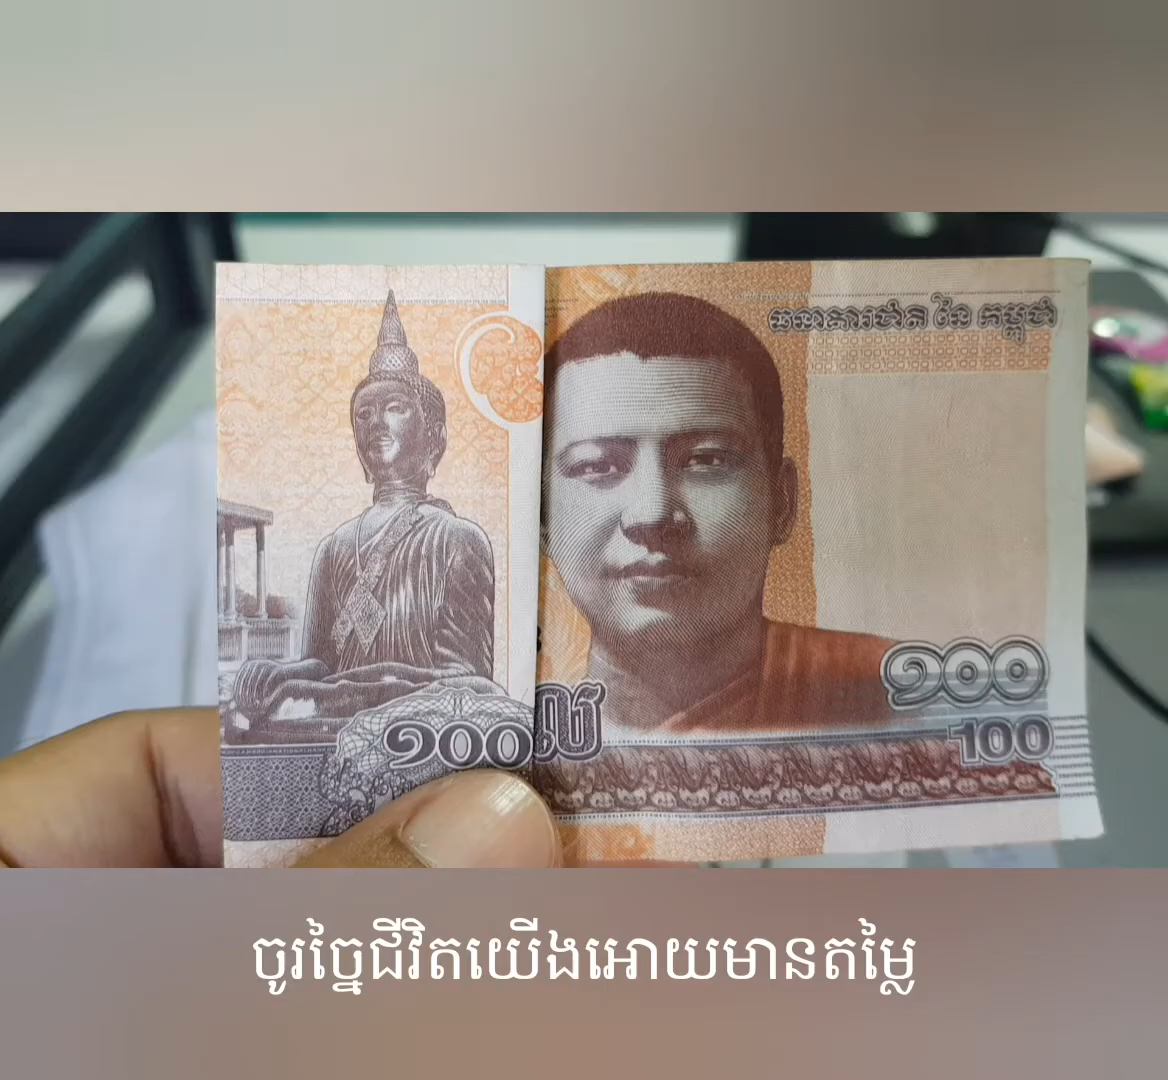 ធនាគារជាតិ នៃ កម្ពុជា
១០០
100
១០០
ចូរច្នៃជីវិតយើងអោយមានតម្លៃ